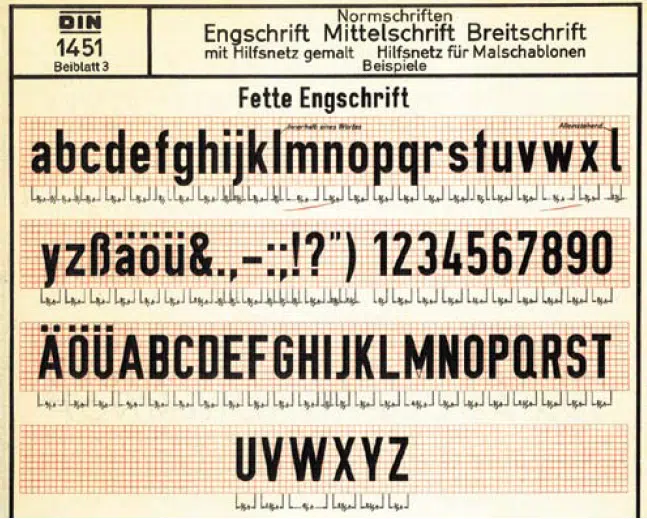 DIN
1451
Beiblatt 3
Normschriften
Engschrift Mittelschrift Breitschrift
mit Hilfsnetz gemalt Hilfsnetz für Malschablonen
Beispiele
Fette Engschrift
Innerhalb eines Wortes Alleinstehend
abcdefghijklmnopqrstuvwxl
yzßäöü&.,-:;!?") 1234567890
ÄÖÜABCDEFGHIJKLMNOPQRST
UVWXYZ